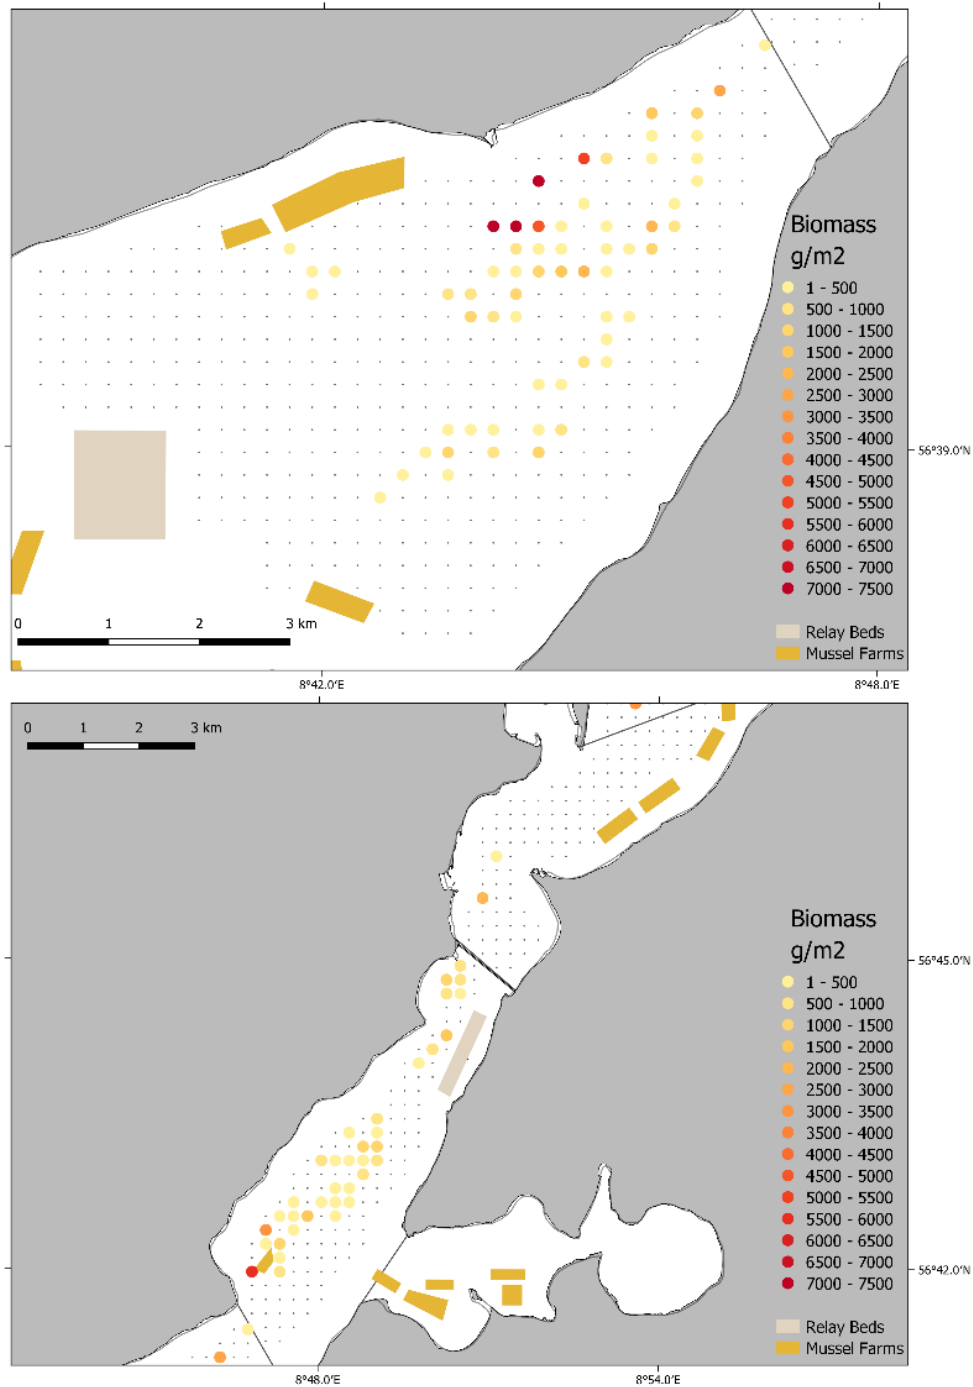 Biomass
g/m2
1 - 500
500 - 1000
1000 - 1500
1500 - 2000
2000 - 2500
2500 - 3000
3000 - 3500
3500 - 4000
4000 - 4500
4500 - 5000
5000 - 5500
5500 - 6000
6000 - 6500
6500 - 7000
7000 - 7500
Relay Beds
Mussel Farms
56°39.0'N
0 1 2 3 km
8°42.0'E 8°48.0'E
0 1 2 3 km
Biomass
g/m2
1 - 500
500 - 1000
1000 - 1500
1500 - 2000
2000 - 2500
2500 - 3000
3000 - 3500
3500 - 4000
4000 - 4500
4500 - 5000
5000 - 5500
5500 - 6000
6000 - 6500
6500 - 7000
7000 - 7500
Relay Beds
Mussel Farms
56°45.0'N
56°42.0'N
8°48.0'E 8°54.0'E